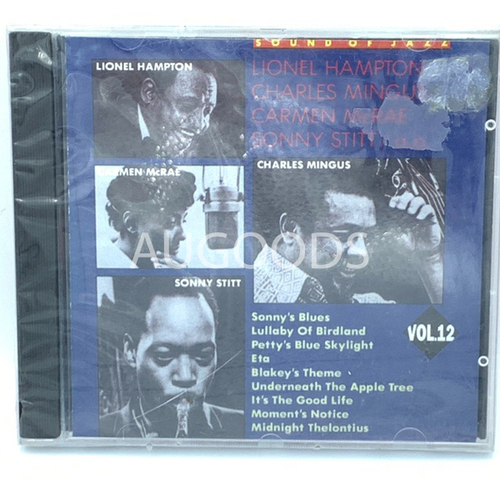 SOUND OF JAZZ
LIONEL HAMPTON
CHARLES MINGUS
CARMEN McRAE
SONNY STITT
LIONEL HAMPTON
CARMEN McRAE
CHARLES MINGUS
AUGOODS
SONNY STITT
Sonny's Blues
Lullaby Of Birdland
Petty's Blue Skylight
Eta
Blakey's Theme
Underneath The Apple Tree
It's The Good Life
Moment's Notice
Midnight Thelontius
VOL.12